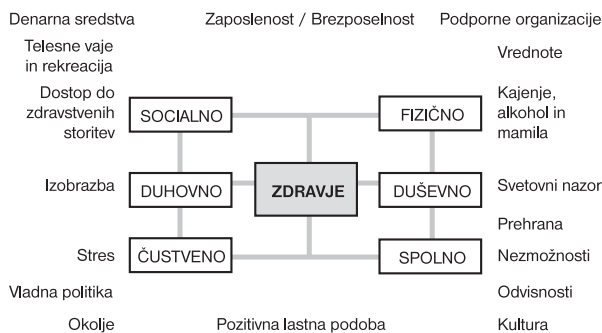 Denarna sredstva Zaposlenost / Brezposelnost Podporne organizacije
Telesne vaje
in rekreacija
Vrednote
Dostop do
zdravstvenih
storitev
SOCIALNO
FIZIČNO
Kajenje,
alkohol in
mamila
Izobrazba DUHOVNO ZDRAVJE DUŠEVNO Svetovni nazor
Prehrana
Stres ČUSTVENO SPOLNO Nezmožnosti
Vladna politika Odvisnosti
Okolje Pozitivna lastna podoba Kultura